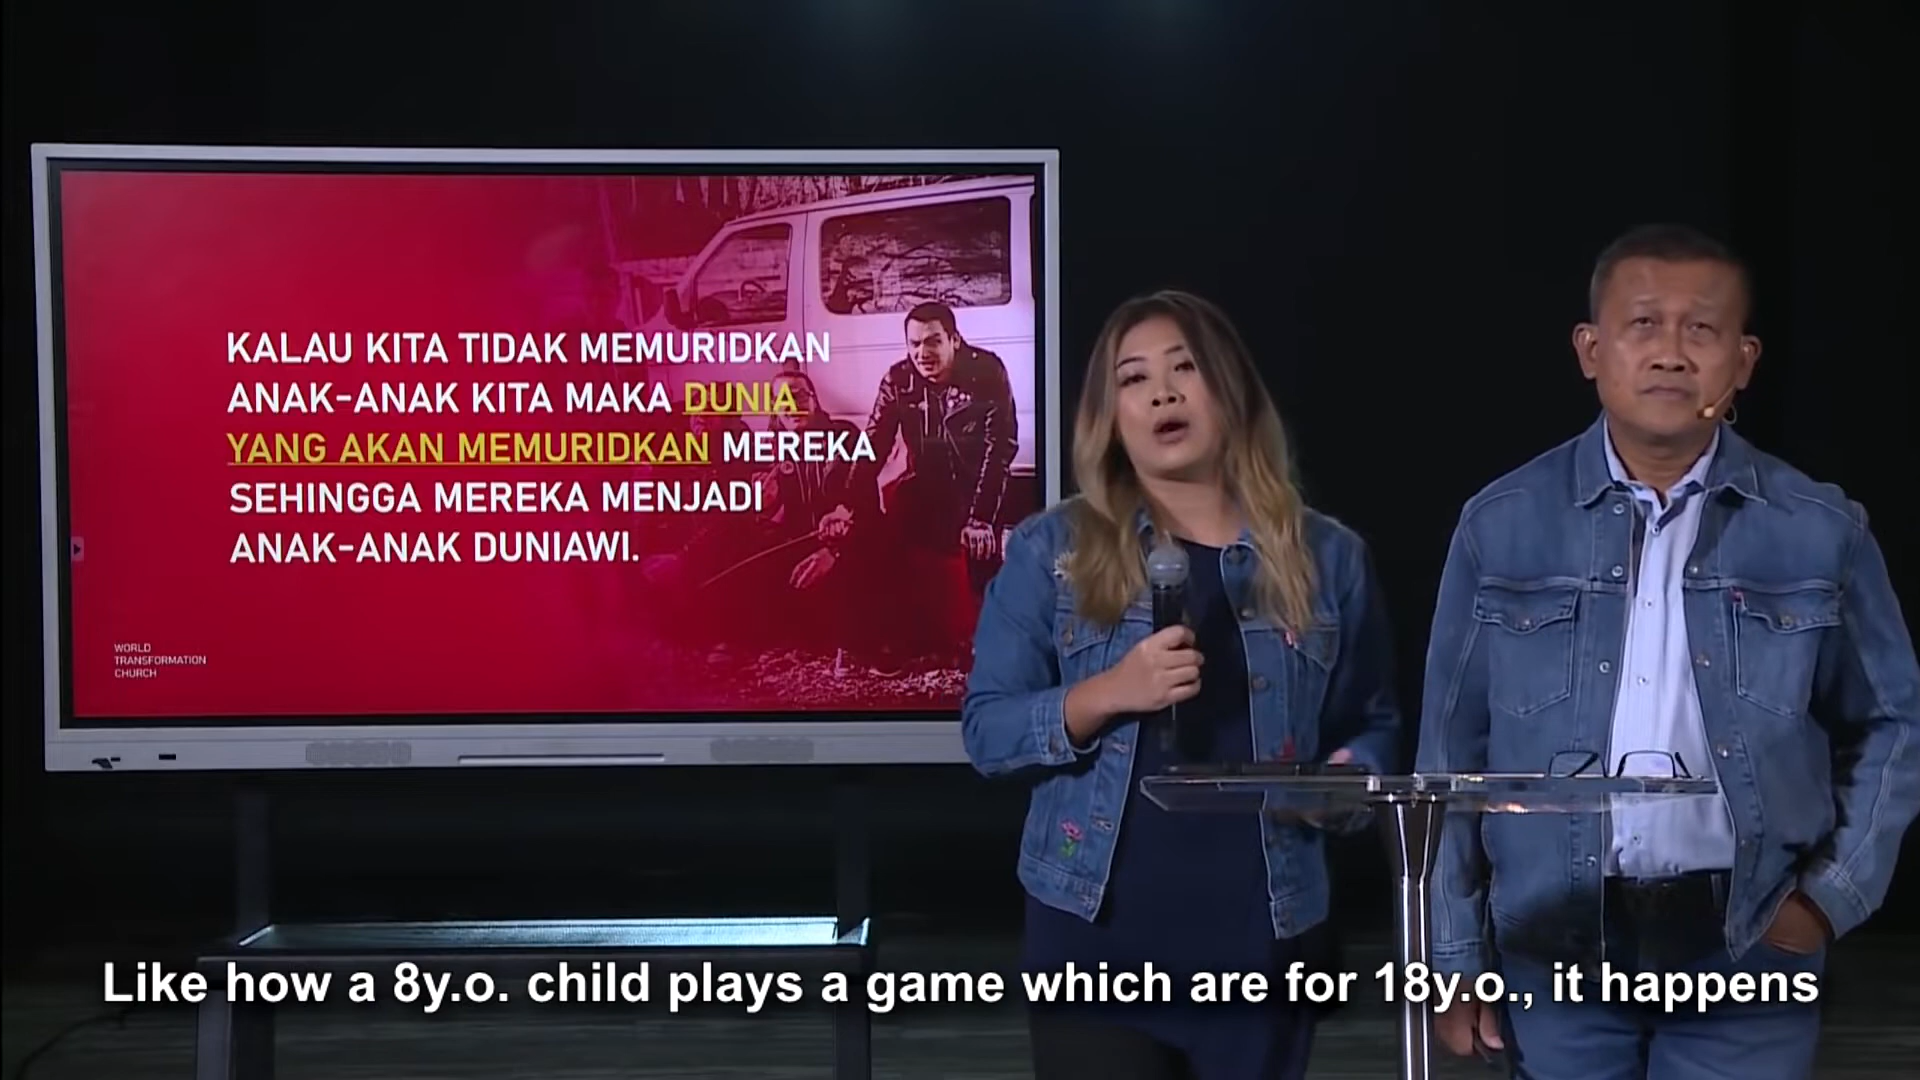 KALAU KITA TIDAK MEMURIDKAN
ANAK-ANAK KITA MAKA DUNIA
YANG AKAN MEMURIDKAN MEREKA
SEHINGGA MEREKA MENJADI
ANAK-ANAK DUNIAWI.
WORLD
TRANSFORMATION
CHURCH
Like how a 8y.o. child plays a game which are for 18y.o., it happens